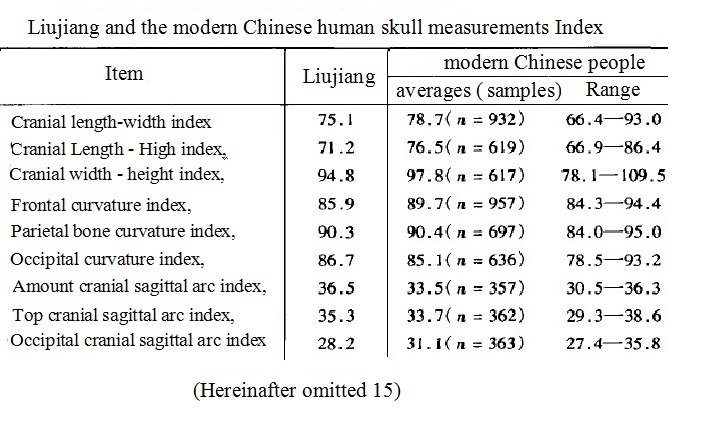 Liujiang and the modern Chinese human skull measurements Index
Item Liujiang modern Chinese people
averages ( samples) Range
Cranial length-width index 75.1 78.7( n = 932) 66.4—93.0
Cranial Length - High index, 71.2 76.5( n = 619) 66.9—86.4
Cranial width - height index, 94.8 97.8( n = 617) 78.1—109.5
Frontal curvature index, 85.9 89.7( n = 957) 84.3—94.4
Parietal bone curvature index, 90.3 90.4( n = 697) 84.0—95.0
Occipital curvature index, 86.7 85.1( n = 636) 78.5—93.2
Amount cranial sagittal arc index, 36.5 33.5( n = 357) 30.5—36.3
Top cranial sagittal arc index, 35.3 33.7( n = 362) 29.3—38.6
Occipital cranial sagittal arc index 28.2 31.1( n = 363) 27.4—35.8
(Hereinafter omitted 15)